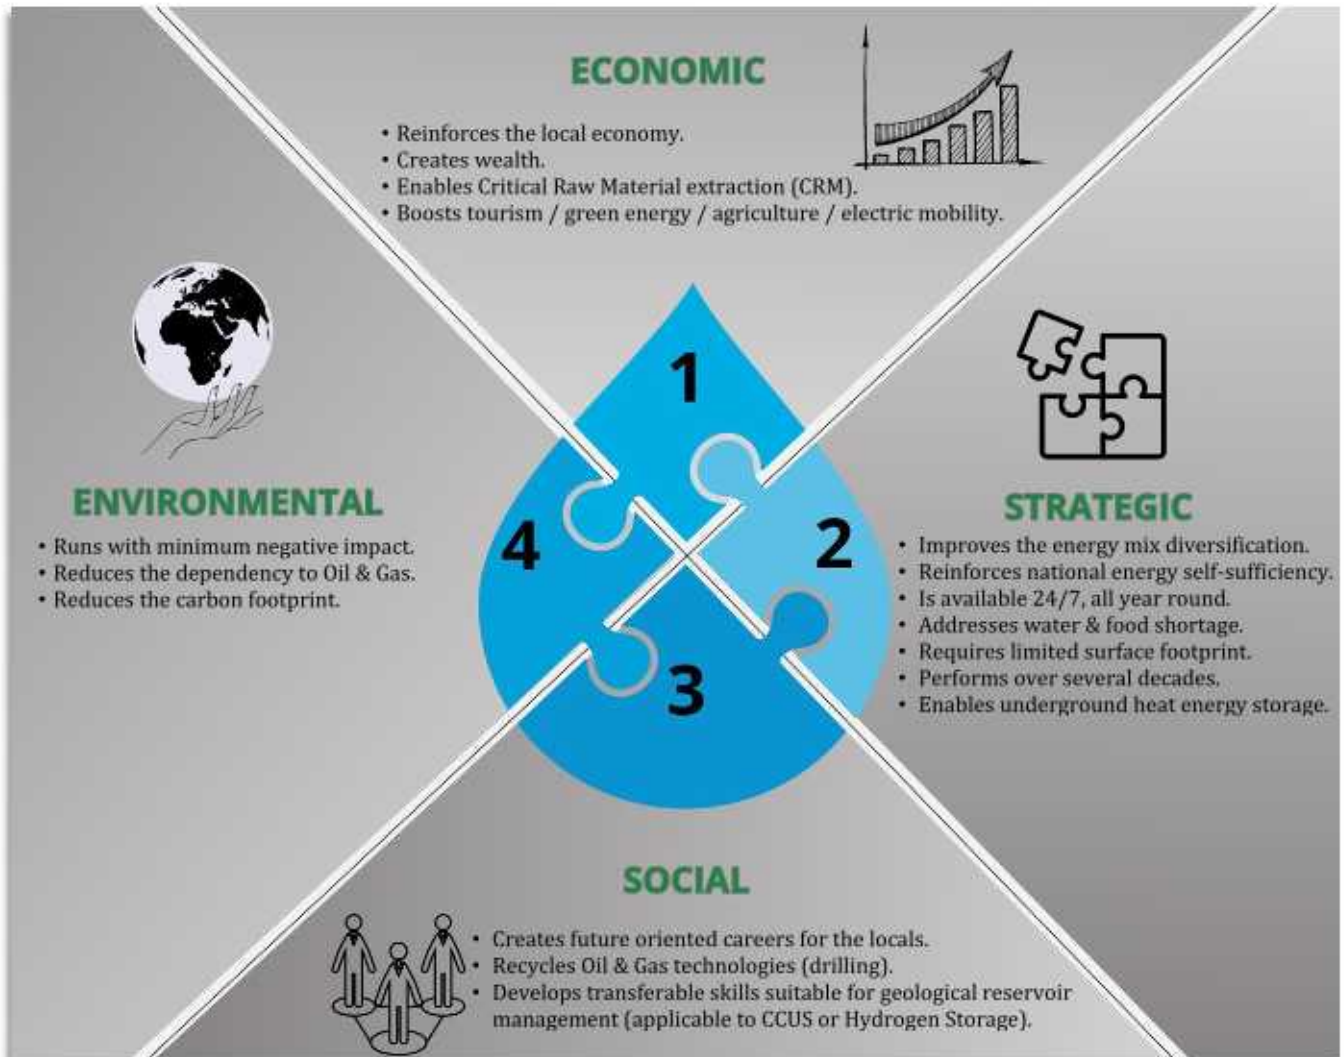 ECONOMIC
• Reinforces the local economy.
• Creates wealth.
• Enables Critical Raw Material extraction (CRM).
• Boosts tourism / green energy / agriculture / electric mobility.
1
2
3
4
STRATEGIC
• Improves the energy mix diversification.
• Reinforces national energy self-sufficiency.
• Is available 24/7, all year round.
• Addresses water & food shortage.
• Requires limited surface footprint.
• Performs over several decades.
• Enables underground heat energy storage.
SOCIAL
• Creates future oriented careers for the locals.
• Recycles Oil & Gas technologies (drilling).
• Develops transferable skills suitable for geological reservoir
management (applicable to CCUS or Hydrogen Storage).
ENVIRONMENTAL
• Runs with minimum negative impact.
• Reduces the dependency to Oil & Gas.
• Reduces the carbon footprint.